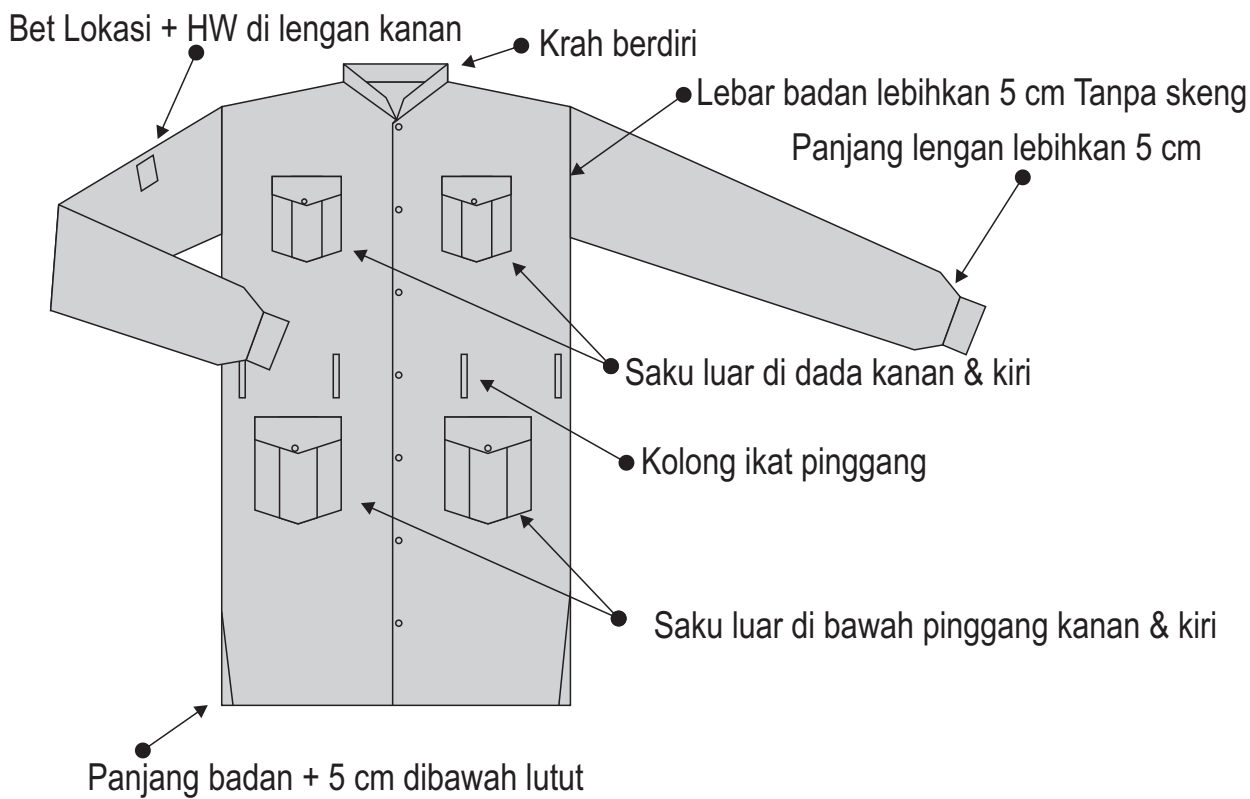 Bet Lokasi + HW di lengan kanan
Krah berdiri
Lebar badan lebihkan 5 cm Tanpa skeng
Panjang lengan lebihkan 5 cm
Saku luar di dada kanan & kiri
Kolong ikat pinggang
Saku luar di bawah pinggang kanan & kiri
Panjang badan + 5 cm dibawah lutut